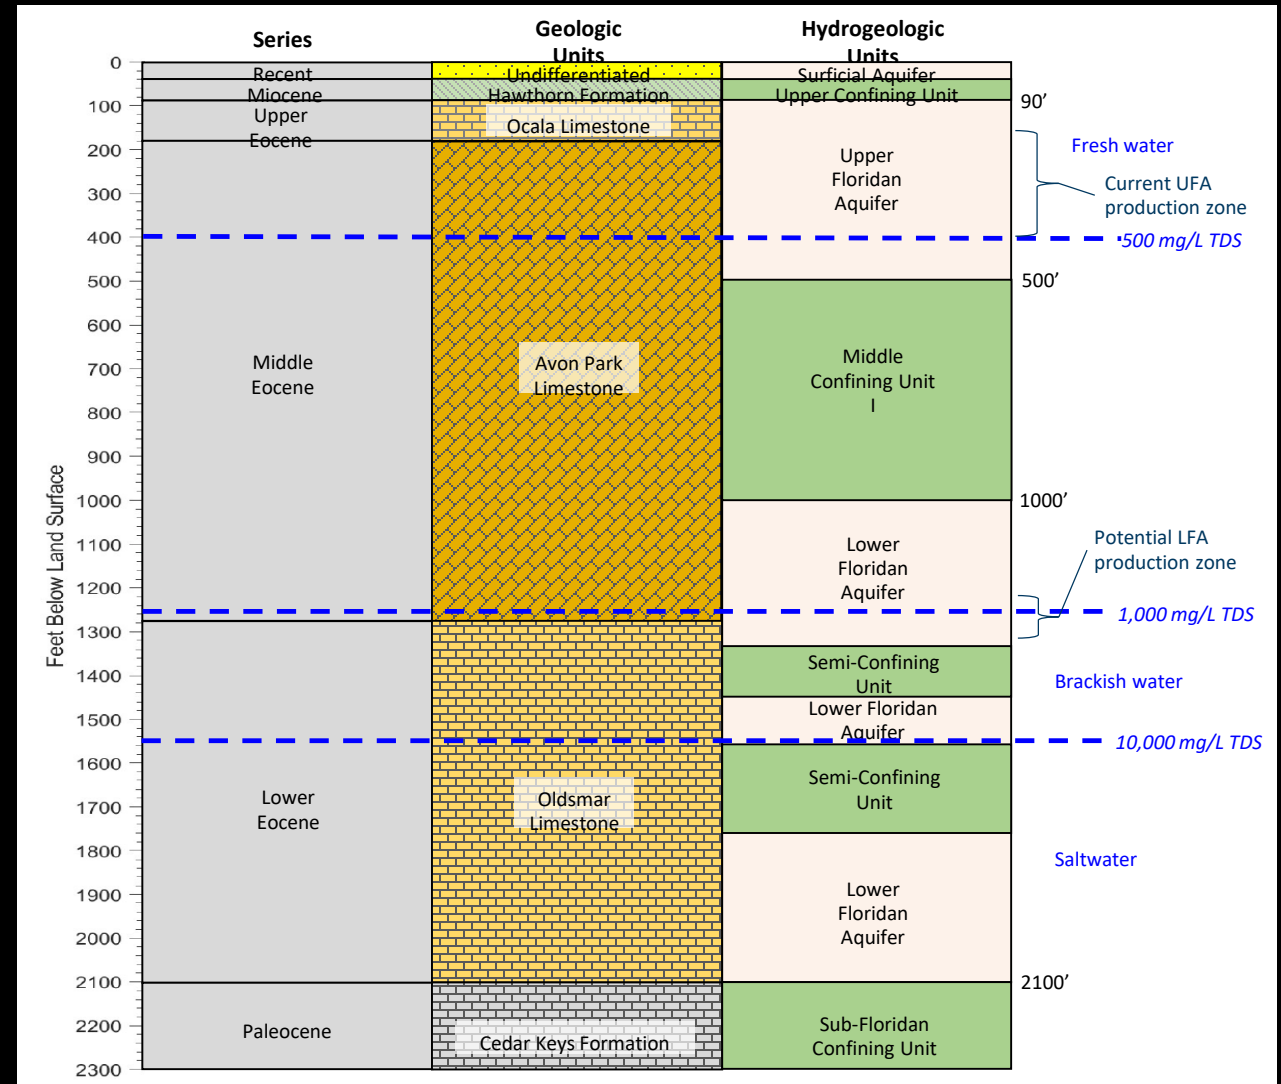 Series
Geologic
Units
Hydrogeologic
Units
0
100
200
300
400
500
600
700
800
900
1000
1100
1200
1300
1400
1500
1600
1700
1800
1900
2000
2100
2200
2300
Feet Below Land Surface
Recent
Miocene
Upper
Eocene
Middle
Eocene
Lower
Eocene
Paleocene
Undifferentiated
Hawthorn Formation
Ocala Limestone
Avon Park
Limestone
Oldsmar
Limestone
Cedar Keys Formation
Surficial Aquifer
Upper Confining Unit
Upper
Floridan
Aquifer
Middle
Confining Unit
I
Lower
Floridan
Aquifer
Semi-Confining
Unit
Lower Floridan
Aquifer
Semi-Confining
Unit
Lower
Floridan
Aquifer
Sub-Floridan
Confining Unit
90’
Fresh water
Current UFA
production zone
500 mg/L TDS
500’
1000’
Potential LFA
production zone
1,000 mg/L TDS
Brackish water
10,000 mg/L TDS
Saltwater
2100’